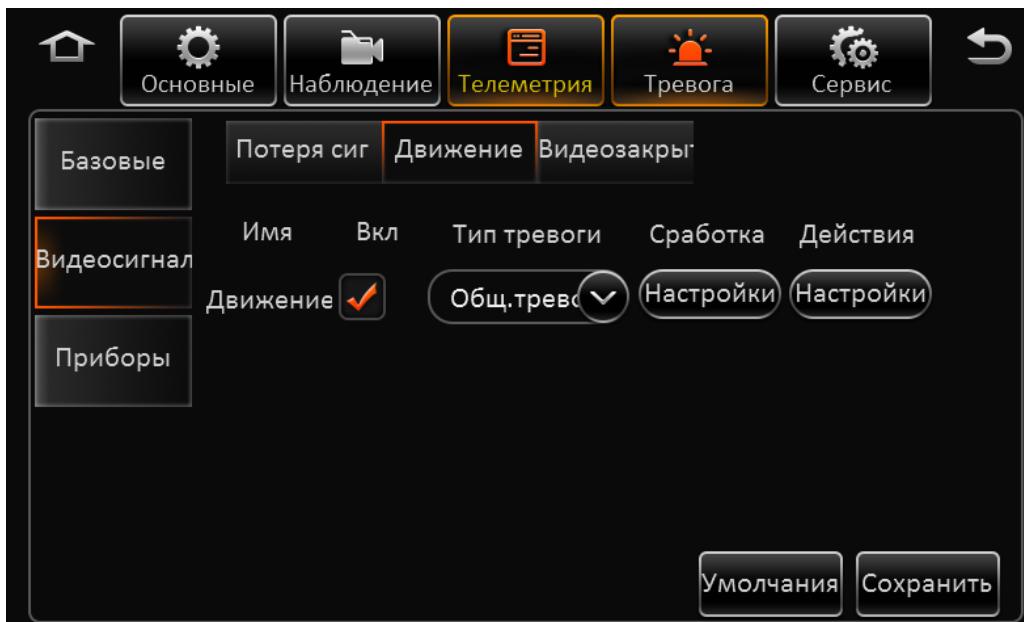 Основные Наблюдение Телеметрия Тревога Сервис
Базовые
Видеосигнал
Приборы
Потеря сиг Движение Видеозакры
Имя Вкл Тип тревоги Сработка Действия
Движение Общ.трево Настройки Настройки
Умолчания Сохранить